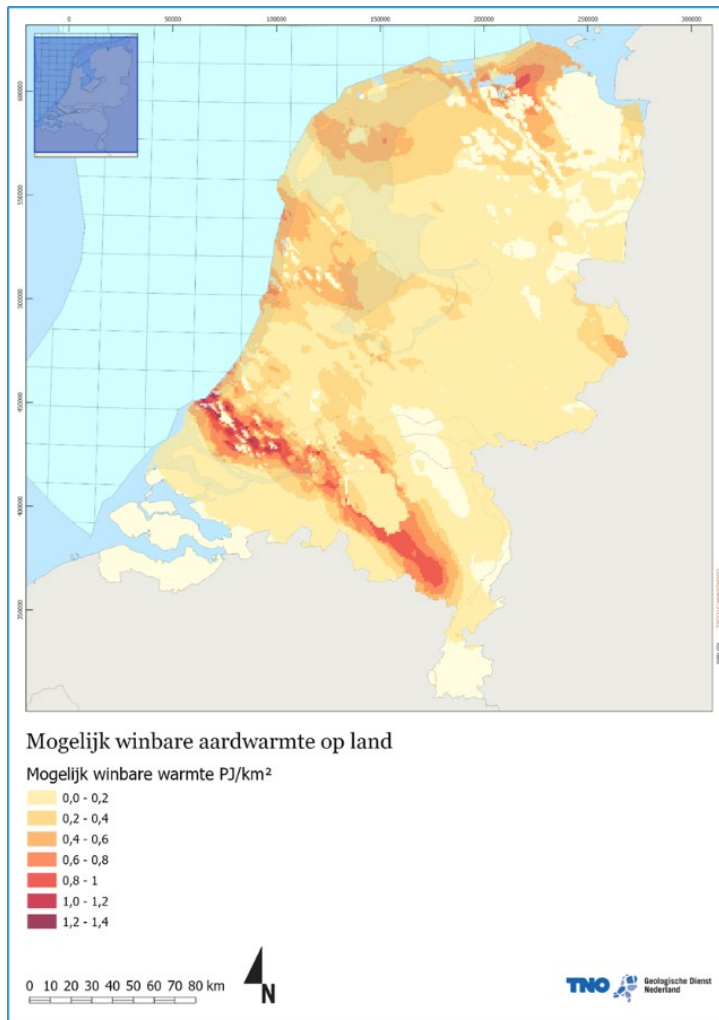 0
50000
100000
150000
200000
250000
300000
600000
550000
500000
450000
400000
350000
Mogelijk winbare aardwarmte op land
Mogelijk winbare warmte PJ/km²
0,0 - 0,2
0,2 - 0,4
0,4 - 0,6
0,6 - 0,8
0,8 - 1
1,0 - 1,2
1,2 - 1,4
0 10 20 30 40 50 60 70 80 km
N
TNO Geologische Dienst
Nederland